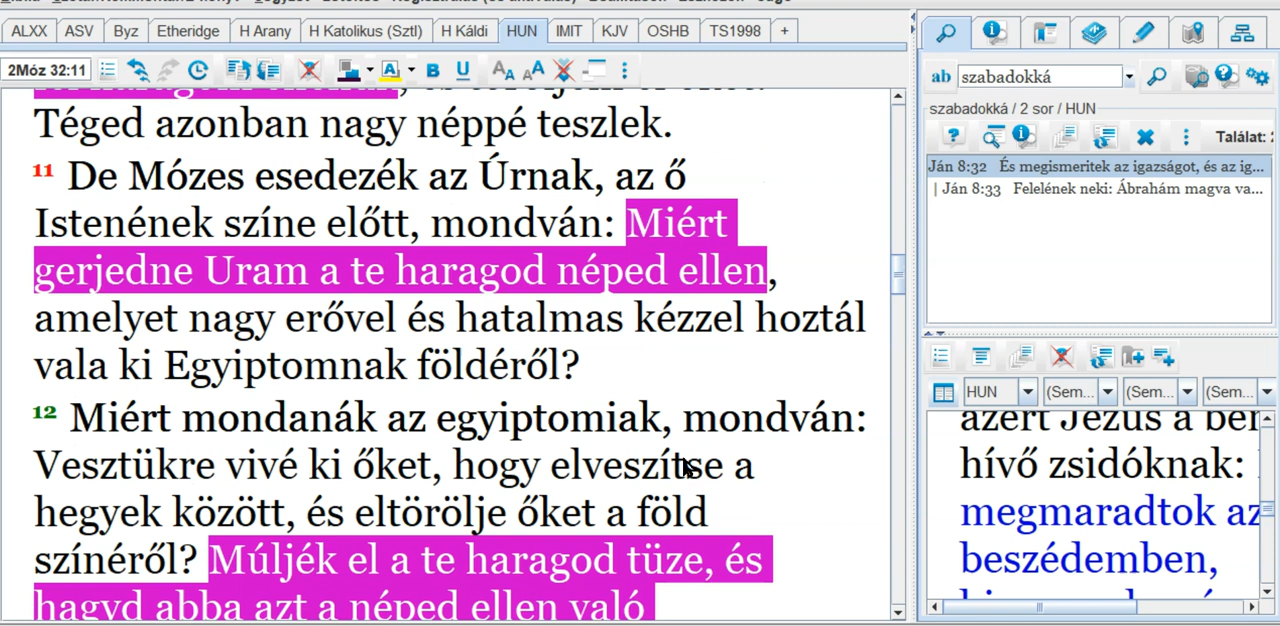 ALXX ASV Byz Etheridge H Arany H Katolikus (Sztl) H Káldi HUN IMIT KJV OSHB TS1998 +
2Móz 32:11
Téged azonban nagy néppé teszlek.
11 De Mózes esedezék az Úrnak, az ő
Istenének színe előtt, mondván: Miért
gerjedne Uram a te haragod néped ellen,
amelyet nagy erővel és hatalmas kézzel hoztál
vala ki Egyiptomnak földéről?
12 Miért mondanák az egyiptomiak, mondván:
Vesztükre vivé ki őket, hogy elveszítse a
hegyek között, és eltörölje őket a föld
színéről? Múljék el a te haragod tüze, és
hagyd abba azt a néped ellen való
ab szabadokká
szabadokká / 2 sor / HUN
Találat:
Ján 8:32 És megismeritek az igazságot, és az ig...
Ján 8:33 Felelének neki: Ábrahám magva va...
HUN (Sem... (Sem... (Sem...
azért Jézus a
hívő zsidóknak:
megmaradtok az
beszédemben,